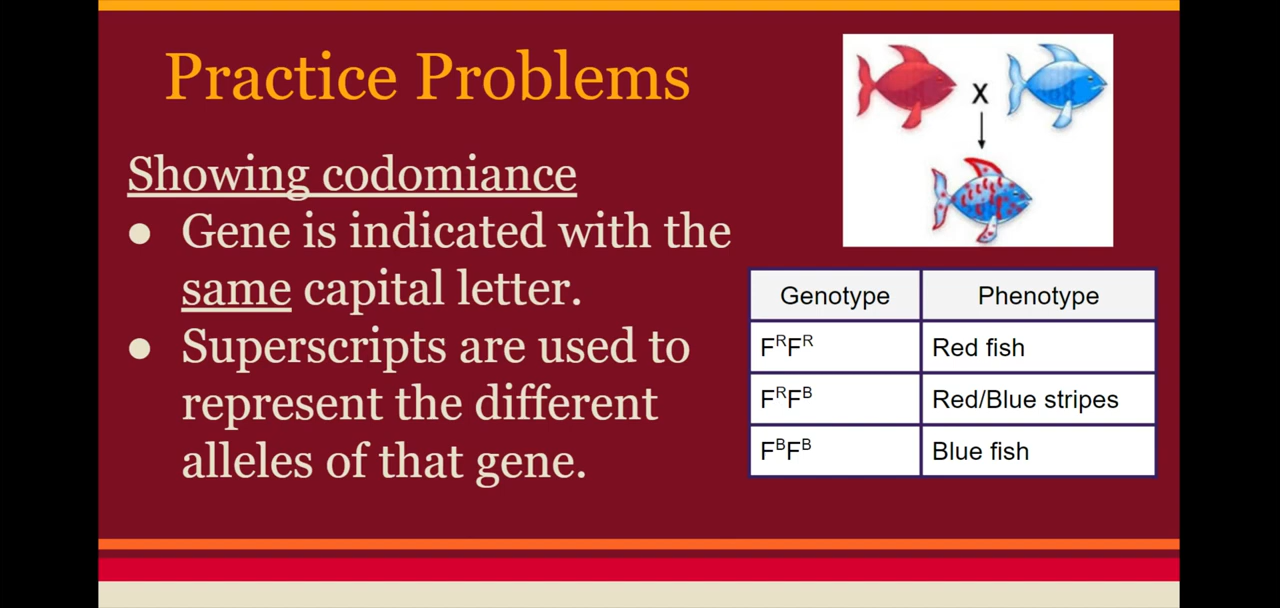 Practice Problems
Showing codomiance
● Gene is indicated with the
same capital letter.
● Superscripts are used to
represent the different
alleles of that gene.
X
Genotype Phenotype
FᴿFᴿ Red fish
FᴿFᴮ Red/Blue stripes
FᴮFᴮ Blue fish